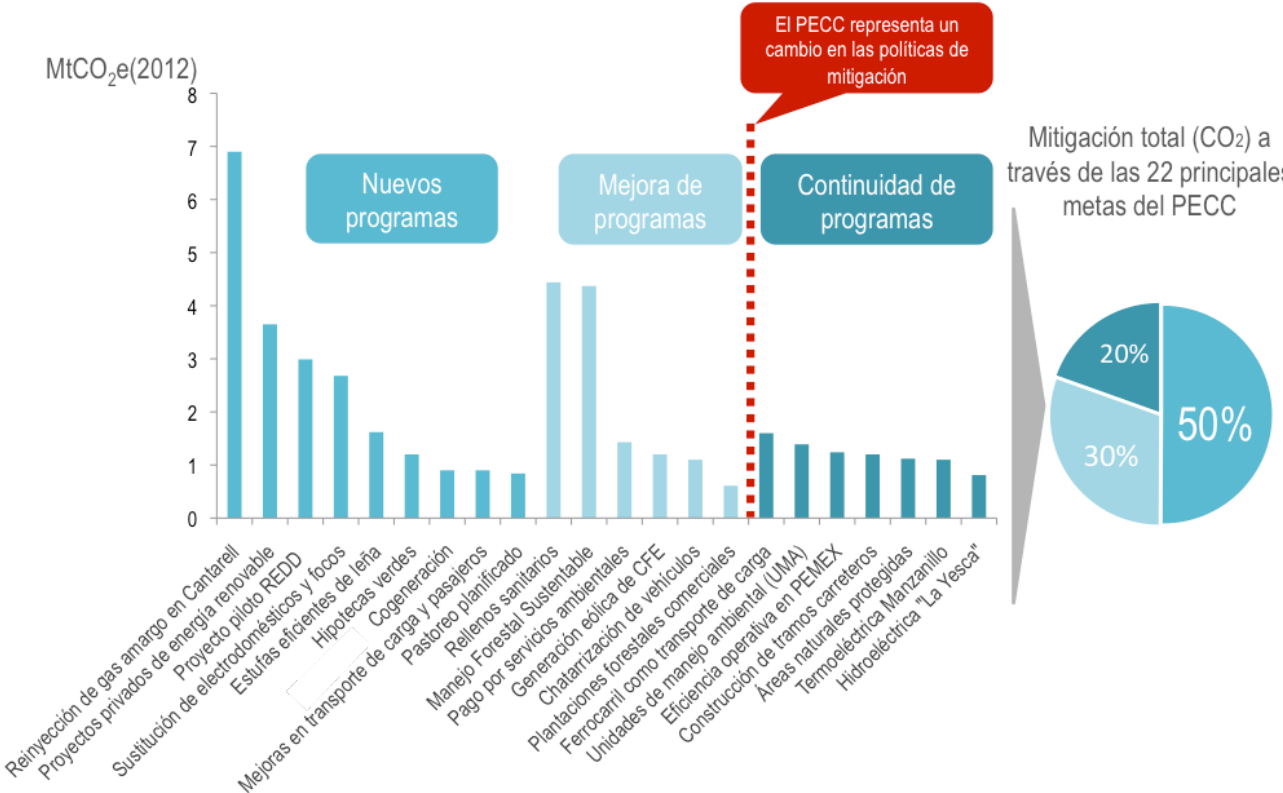 El PECC representa un
cambio en las políticas de
mitigación
MtCO₂e(2012)
8
7
6
5
4
3
2
1
0
Nuevos
programas
Mejora de
programas
Continuidad de
programas
Reinyección de gas amargo en Cantarell
Proyectos privados de energía renovable
Proyecto piloto REDD
Sustitución de electrodomésticos y focos
Estufas eficientes de leña
Hipotecas verdes
Cogeneración
Mejoras en transporte de carga y pasajeros
Pastoreo planificado
Rellenos sanitarios
Manejo Forestal Sustentable
Pago por servicios ambientales
Generación eólica de CFE
Chatarrización de vehículos
Plantaciones forestales comerciales
Ferrocarril como transporte de carga
Unidades de manejo ambiental (UMA)
Eficiencia operativa en PEMEX
Construcción de tramos carreteros
Áreas naturales protegidas
Termoeléctrica Manzanillo
Hidroeléctrica "La Yesca"
Mitigación total (CO₂) a
través de las 22 principales
metas del PECC
20%
50%
30%